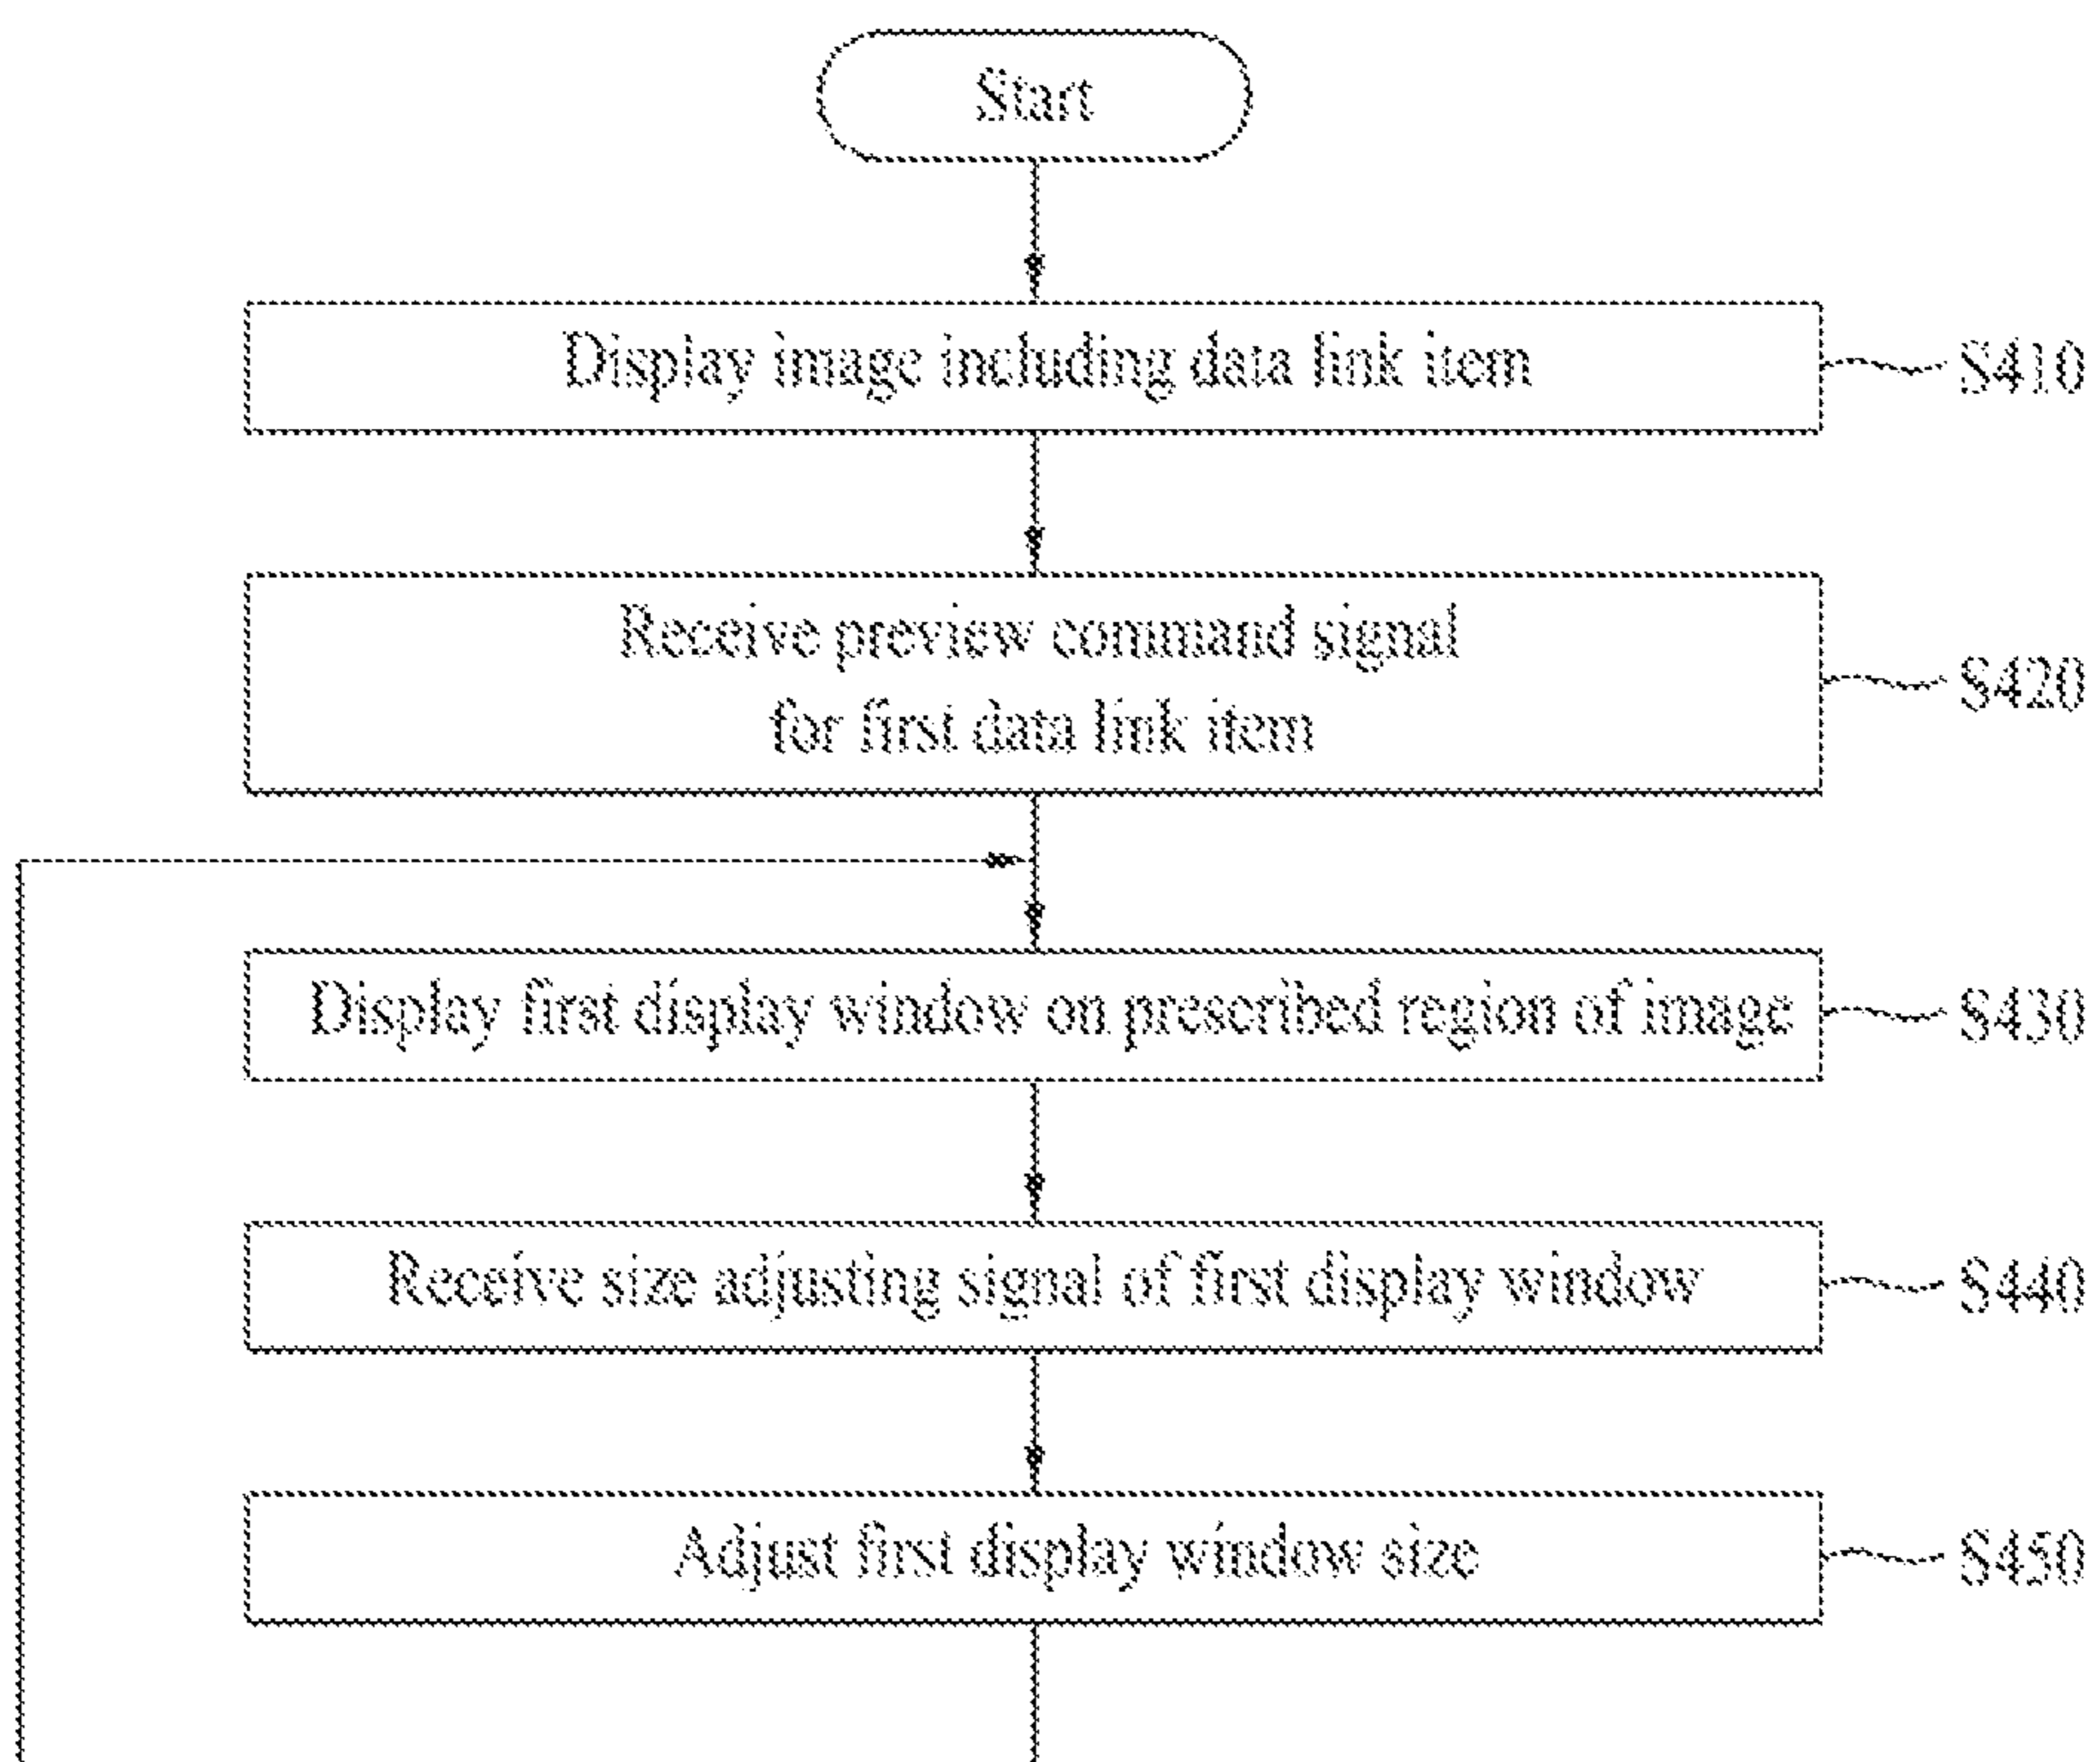 Start
Display image including data link item
S410
Receive preview command signal
for first data link item
S420
Display first display window on prescribed region of image
S430
Receive size adjusting signal of first display window
S440
Adjust first display window size
S450